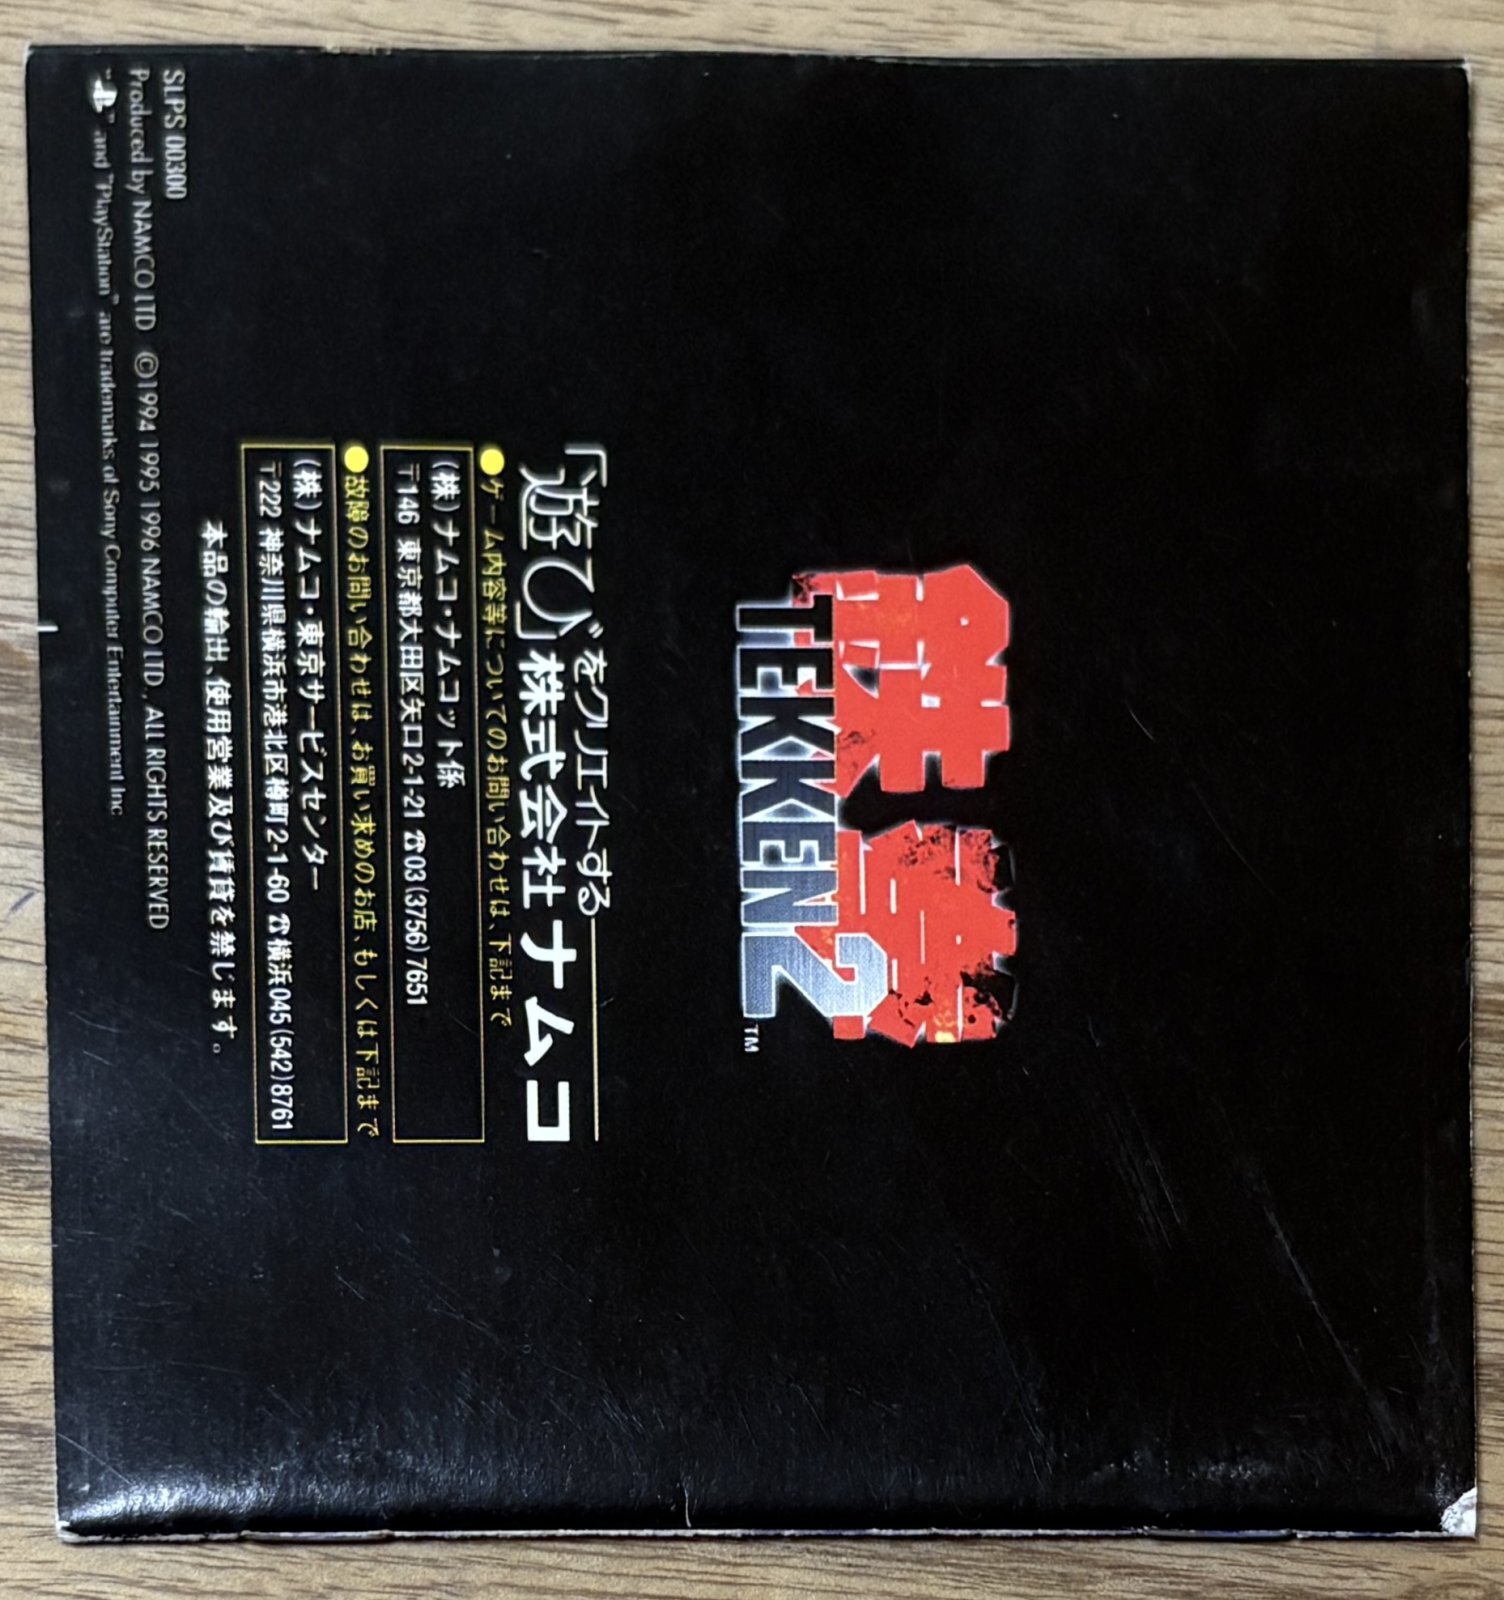 鉄拳
TEKKEN2™
「遊び」をクリエイトする
株式会社ナムコ
●ゲーム内容等についてのお問い合わせは、下記まで
(株)ナムコ・ナムコット係
〒146 東京都大田区矢口2-1-21 ☎03(3756)7651
●故障のお問い合わせは、お買い求めのお店、もしくは下記まで
(株)ナムコ・東京サービスセンター
〒222 神奈川県横浜市港北区樽町2-1-60 ☎横浜045(542)8761
本品の輸出、使用営業及び賃貸を禁じます。
SLPS 00300
Produced by NAMCO LTD ©1994 1995 1996 NAMCO LTD., ALL RIGHTS RESERVED
" " and "PlayStation" are trademarks of Sony Computer Entertainment Inc